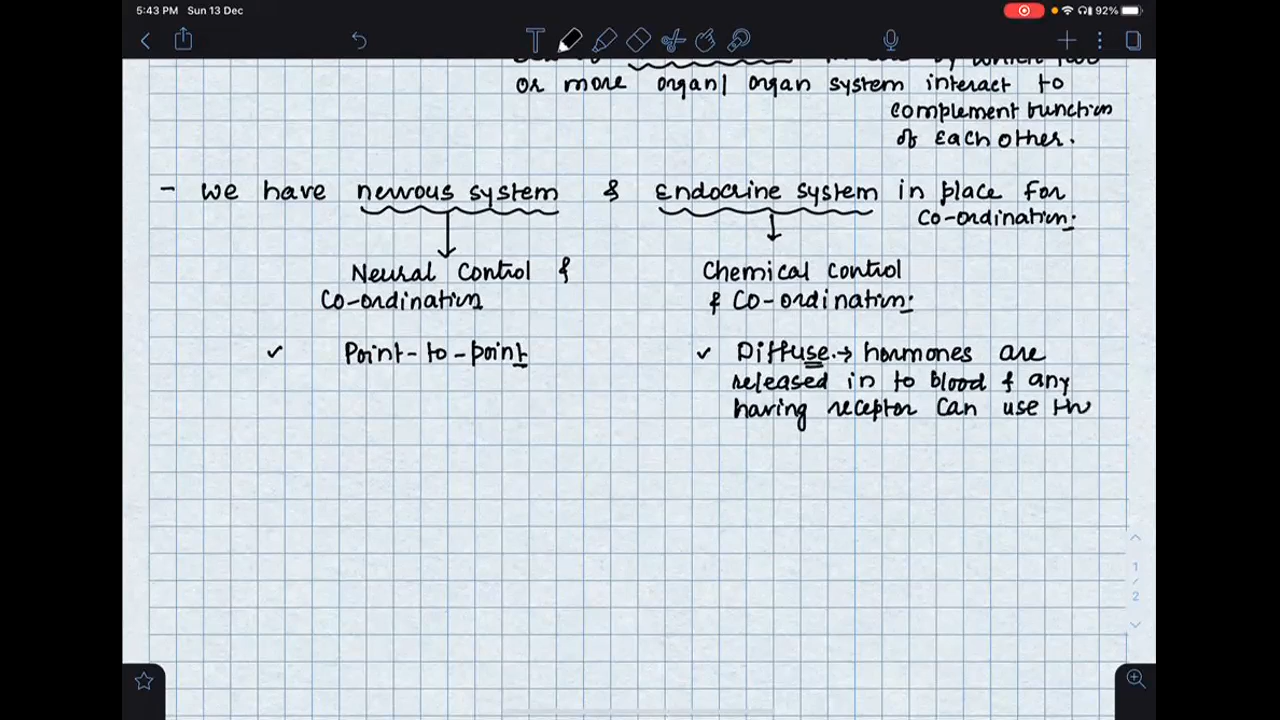 5:43 PM Sun 13 Dec
92%
or more organ/ organ system interact to
complement function
of Each other.
- we have nervous system & Endocrine system in place For
Co-ordination.
Neural Control &
Co-ordination
Chemical Control
& Co-ordination.
✓ Point-to-point
✓ Diffuse.→ hormones are
released in to blood & any
having receptor can use
1
/
2